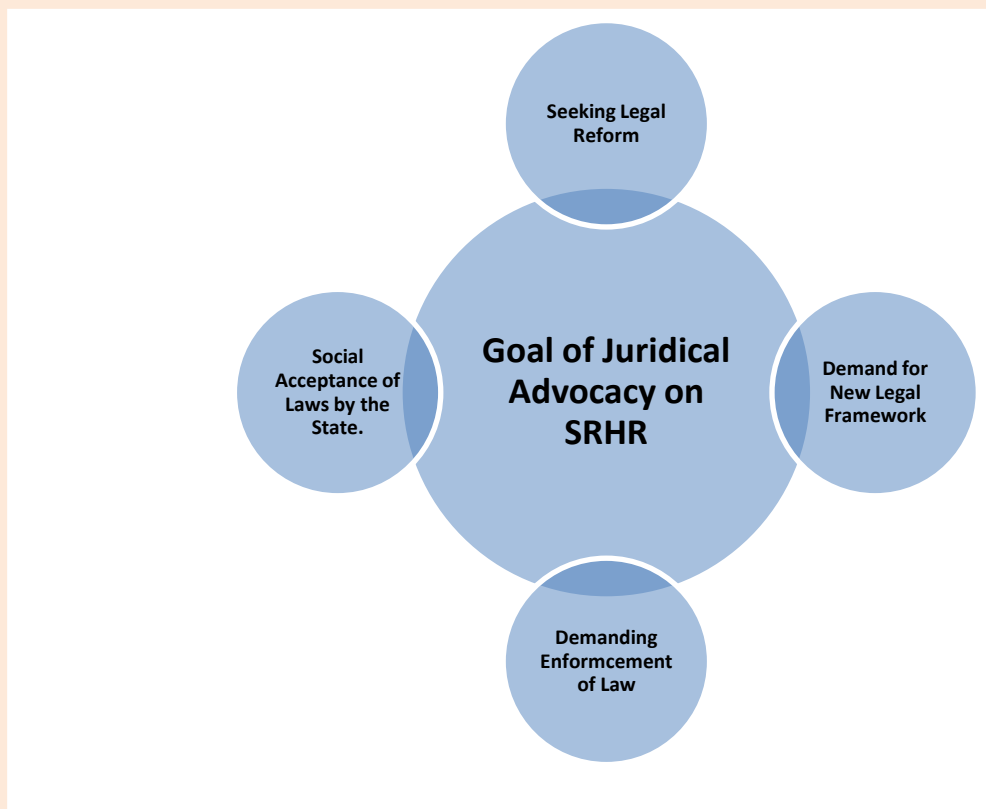 Seeking Legal
Reform
Goal of Juridical
Advocacy on
SRHR
Social
Acceptance of
Laws by the
State.
Demand for
New Legal
Framework
Demanding
Enformcement
of Law